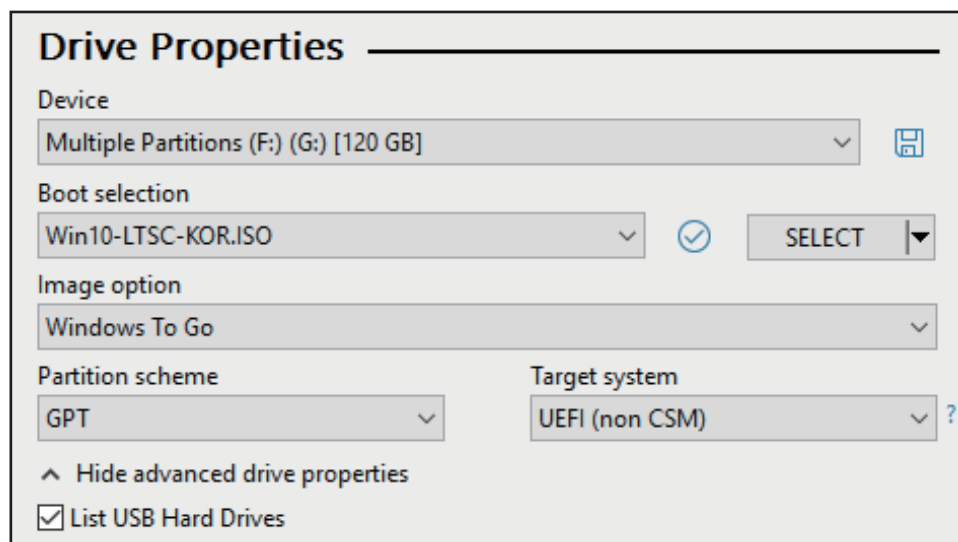 Drive Properties
Device
Multiple Partitions (F:) (G:) [120 GB]
Boot selection
Win10-LTSC-KOR.ISO
SELECT
Image option
Windows To Go
Partition scheme
Target system
GPT
UEFI (non CSM)
?
Hide advanced drive properties
List USB Hard Drives